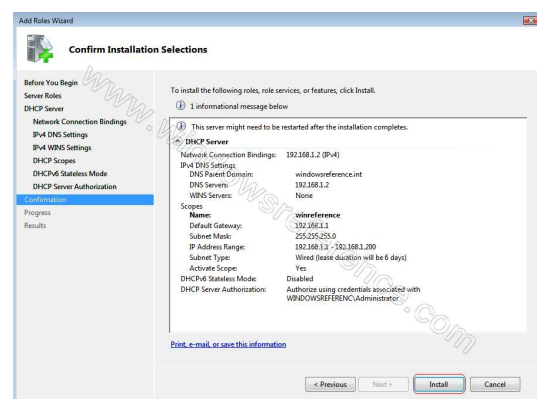 Add Roles Wizard
Confirm Installation Selections
Before You Begin
Server Roles
DHCP Server
Network Connection Bindings
IPv4 DNS Settings
IPv4 WINS Settings
DHCP Scopes
DHCPv6 Stateless Mode
DHCP Server Authorization
Confirmation
Progress
Results
To install the following roles, role services, or features, click Install.
1 informational message below
This server might need to be restarted after the installation completes.
DHCP Server
Network Connection Bindings: 192.168.1.2 (IPv4)
IPv4 DNS Settings
DNS Parent Domain: windowsreference.int
DNS Servers: 192.168.1.2
WINS Servers: None
Scopes
Name: winreference
Default Gateway: 192.168.1.1
Subnet Mask: 255.255.255.0
IP Address Range: 192.168.1.1 - 192.168.1.200
Subnet Type: Wired (lease duration will be 6 days)
Activate Scope: Yes
DHCPv6 Stateless Mode: Disabled
DHCP Server Authorization: Authorize using credentials associated with
WINDOWSREFERENC\Administrator
Print, e-mail, or save this information
< Previous Next > Install Cancel
www.windowsreference.com